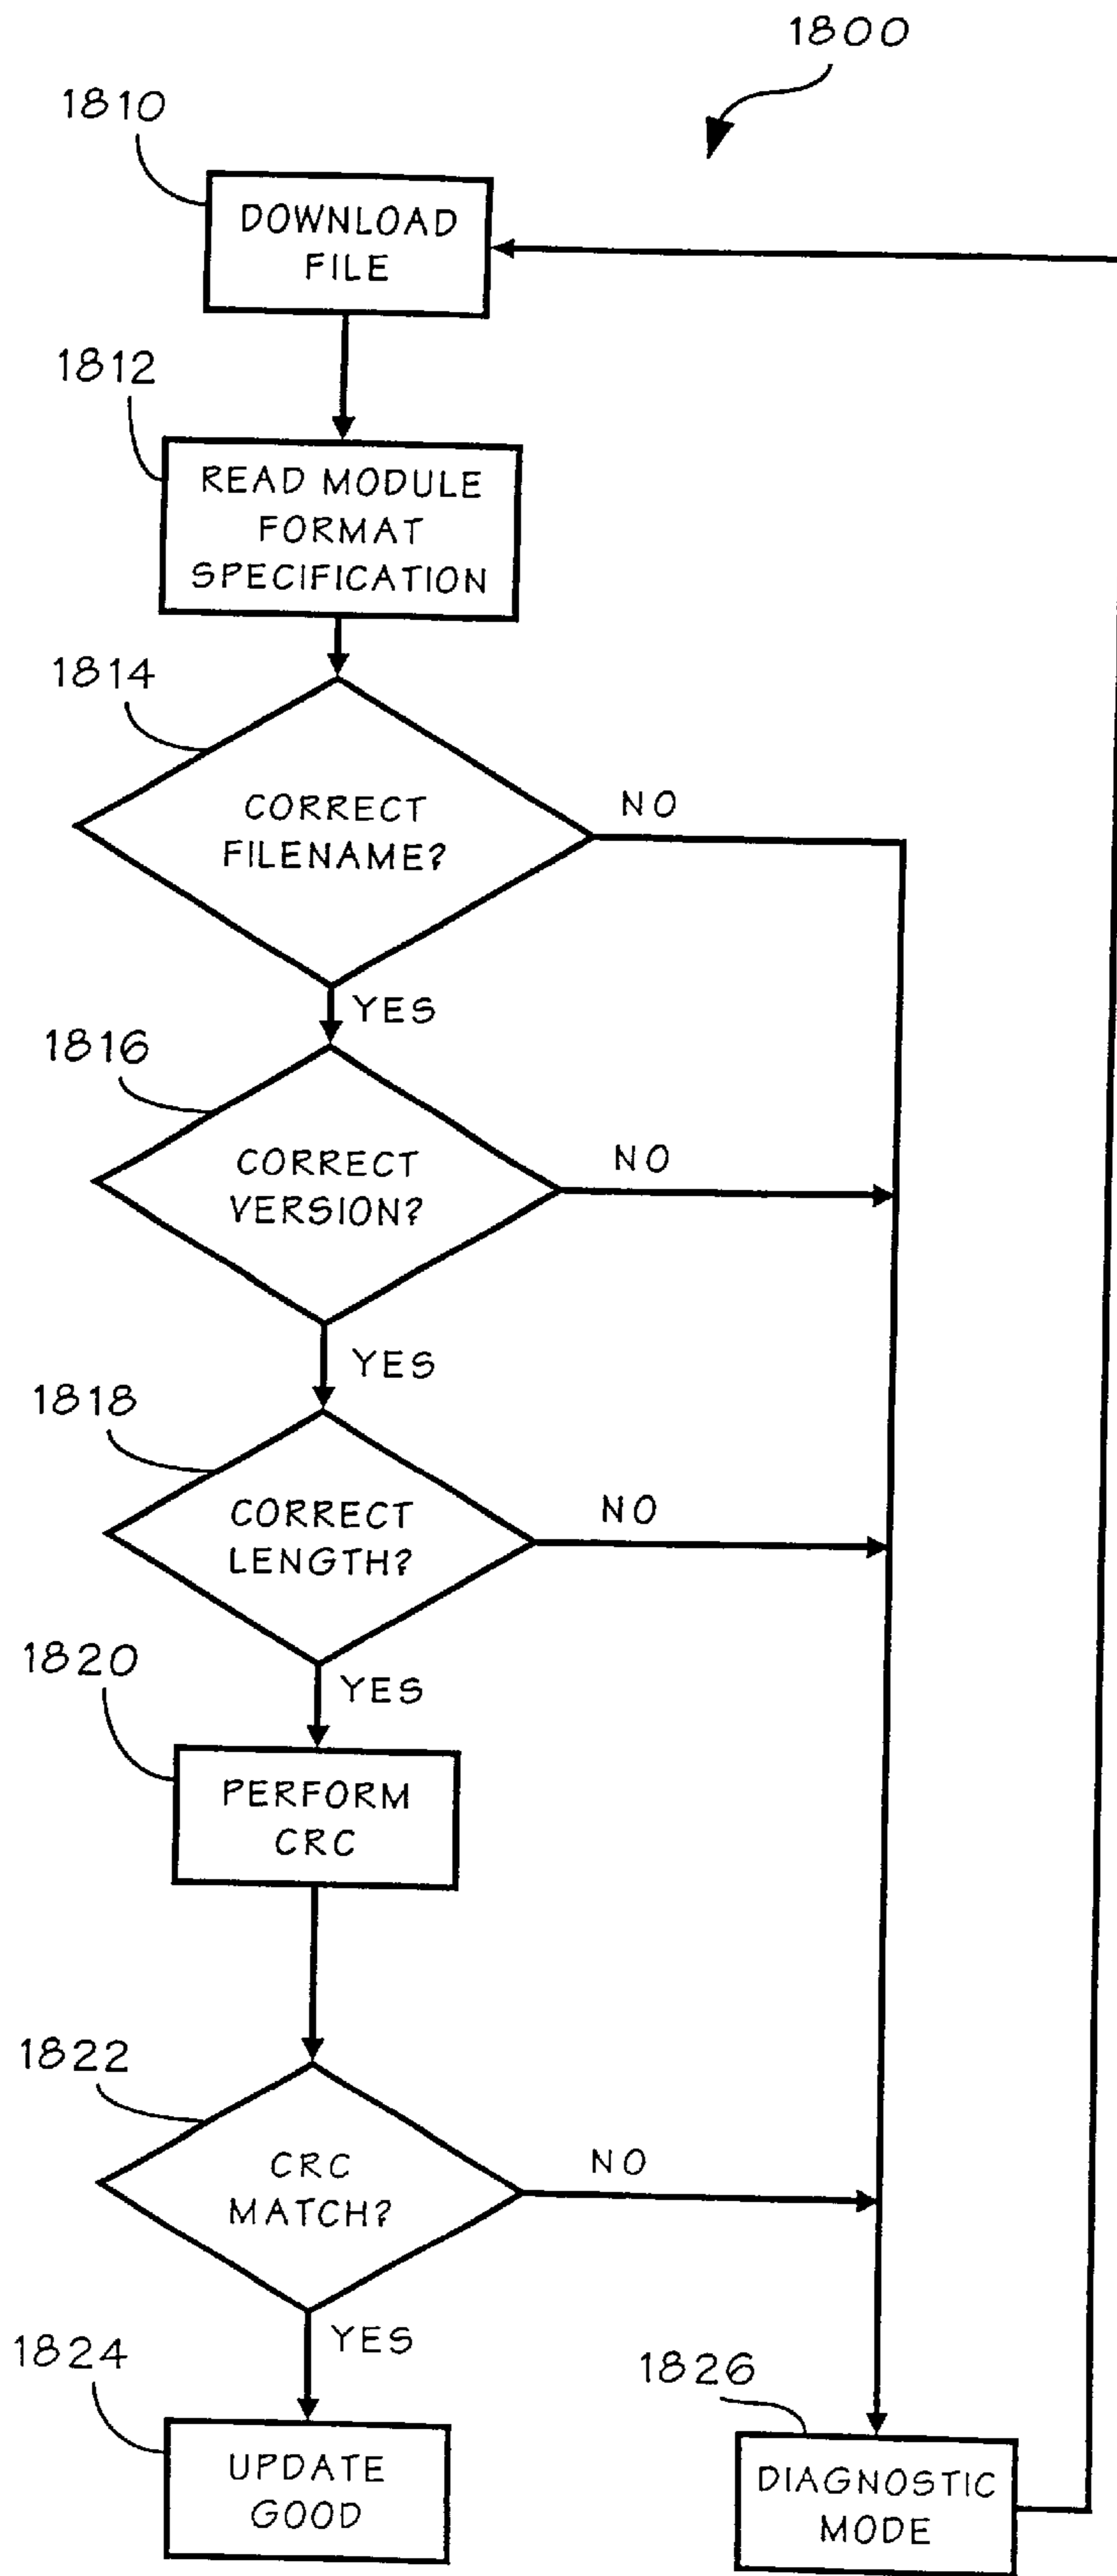 1800
1810
DOWNLOAD
FILE
1812
READ MODULE
FORMAT
SPECIFICATION
1814
CORRECT
FILENAME?
NO
YES
1816
CORRECT
VERSION?
NO
YES
1818
CORRECT
LENGTH?
NO
YES
1820
PERFORM
CRC
1822
CRC
MATCH?
NO
YES
1824
UPDATE
GOOD
1826
DIAGNOSTIC
MODE